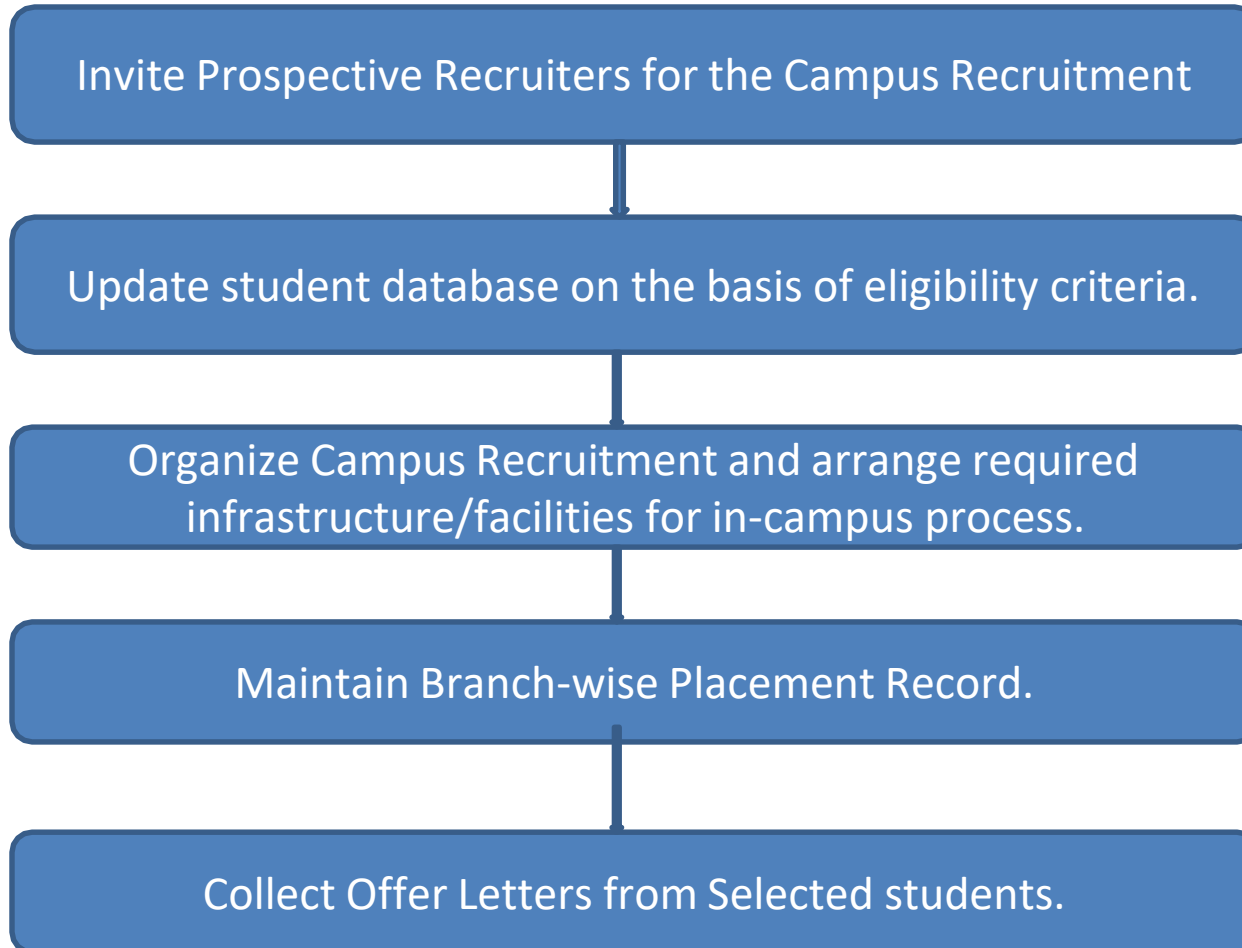 Invite Prospective Recruiters for the Campus Recruitment
Update student database on the basis of eligibility criteria.
Organize Campus Recruitment and arrange required
infrastructure/facilities for in-campus process.
Maintain Branch-wise Placement Record.
Collect Offer Letters from Selected students.